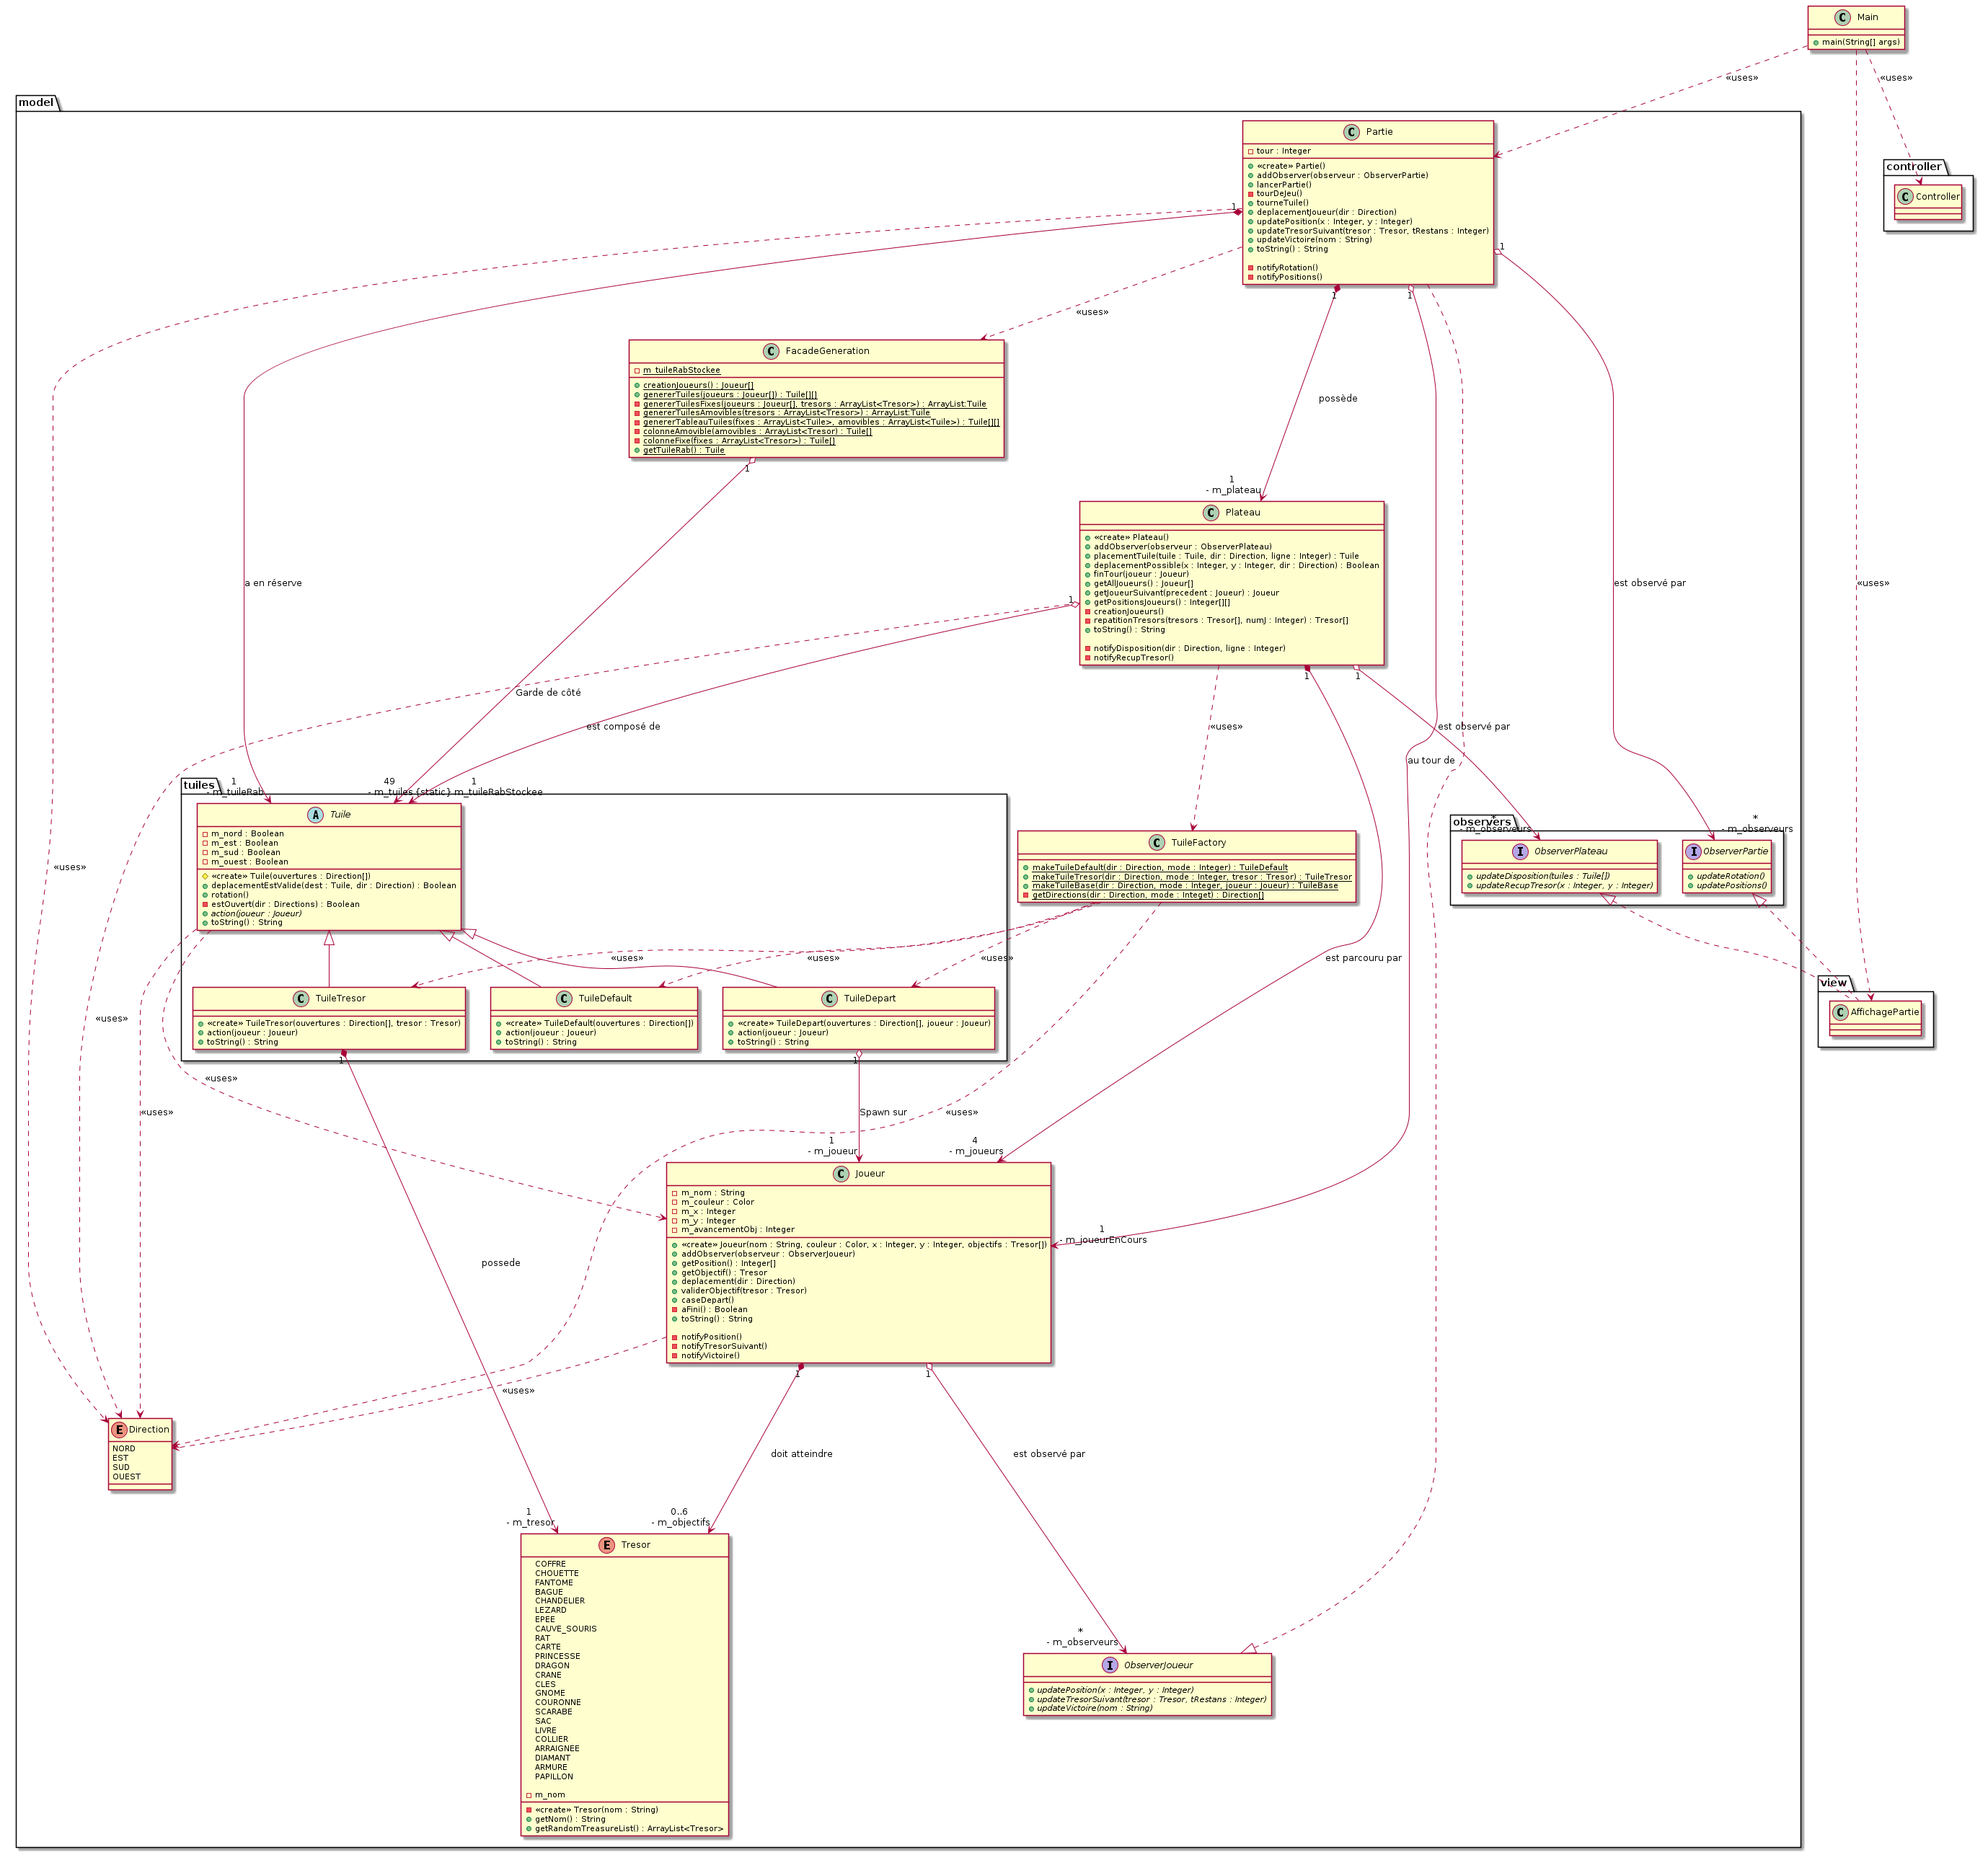 C Main
main(String[] args)
«uses»
«uses»
model
C Partie
tour : Integer
«create» Partie()
addObserver(observeur : ObserverPartie)
lancerPartie()
tourDeJeu()
tourneTuile()
deplacementJoueur(dir : Direction)
updatePosition(x : Integer, y : Integer)
updateTresorSuivant(tresor : Tresor, tRestans : Integer)
updateVictoire(nom : String)
toString() : String
notifyRotation()
notifyPositions()
controller
C Controller
1
1
1
1
«uses»
C FacadeGeneration
m_tuileRabStockee
creationJoueurs() : Joueur[]
genererTuiles(joueurs : Joueur[]) : Tuile[][]
genererTuilesFixes(joueurs : Joueur[], tresors : ArrayList<Tresor>) : ArrayList:Tuile
genererTuilesAmovibles(tresors : ArrayList<Tresor>) : ArrayList:Tuile
genererTableauTuiles(fixes : ArrayList<Tuile>, amovibles : ArrayList<Tuile>) : Tuile[][]
colonneAmovible(amovibles : ArrayList<Tresor) : Tuile[]
colonneFixe(fixes : ArrayList<Tresor>) : Tuile[]
getTuileRab() : Tuile
1
possède
1
- m_plateau
C Plateau
«create» Plateau()
addObserver(observeur : ObserverPlateau)
placementTuile(tuile : Tuile, dir : Direction, ligne : Integer) : Tuile
deplacementPossible(x : Integer, y : Integer, dir : Direction) : Boolean
finTour(joueur : Joueur)
getAllJoueurs() : Joueur[]
getJoueurSuivant(precedent : Joueur) : Joueur
getPositionsJoueurs() : Integer[][]
creationJoueurs()
repatitionTresors(tresors : Tresor[], numJ : Integer) : Tresor[]
toString() : String
notifyDisposition(dir : Direction, ligne : Integer)
notifyRecupTresor()
1
1
1
a en réserve
est observé par
«uses»
Garde de côté
est composé de
«uses»
est observé par
au tour de
1
- m_tuileRab
49
- m_tuiles
1
{static} m_tuileRabStockee
tuiles
A Tuile
m_nord : Boolean
m_est : Boolean
m_sud : Boolean
m_ouest : Boolean
«create» Tuile(ouvertures : Direction[])
deplacementEstValide(dest : Tuile, dir : Direction) : Boolean
rotation()
estOuvert(dir : Directions) : Boolean
action(joueur : Joueur)
toString() : String
C TuileFactory
makeTuileDefault(dir : Direction, mode : Integer) : TuileDefault
makeTuileTresor(dir : Direction, mode : Integer, tresor : Tresor) : TuileTresor
makeTuileBase(dir : Direction, mode : Integer, joueur : Joueur) : TuileBase
getDirections(dir : Direction, mode : Integet) : Direction[]
observers
*
- m_observeurs
*
- m_observeurs
I ObserverPlateau
updateDisposition(tuiles : Tuile[])
updateRecupTresor(x : Integer, y : Integer)
I ObserverPartie
updateRotation()
updatePositions()
«uses»
«uses»
«uses»
«uses»
est parcouru par
C TuileTresor
«create» TuileTresor(ouvertures : Direction[], tresor : Tresor)
action(joueur : Joueur)
toString() : String
C TuileDefault
«create» TuileDefault(ouvertures : Direction[])
action(joueur : Joueur)
toString() : String
C TuileDepart
«create» TuileDepart(ouvertures : Direction[], joueur : Joueur)
action(joueur : Joueur)
toString() : String
view
C AffichagePartie
1
1
«uses»
«uses»
«uses»
«uses»
Spawn sur
«uses»
1
- m_joueur
4
- m_joueurs
C Joueur
m_nom : String
m_couleur : Color
m_x : Integer
m_y : Integer
m_avancementObj : Integer
«create» Joueur(nom : String, couleur : Color, x : Integer, y : Integer, objectifs : Tresor[])
addObserver(observeur : ObserverJoueur)
getPosition() : Integer[]
getObjectif() : Tresor
deplacement(dir : Direction)
validerObjectif(tresor : Tresor)
caseDepart()
aFini() : Boolean
toString() : String
notifyPosition()
notifyTresorSuivant()
notifyVictoire()
1
- m_joueurEnCours
possede
1
1
«uses»
E Direction
NORD
EST
SUD
OUEST
doit atteindre
est observé par
1
- m_tresor
0..6
- m_objectifs
E Tresor
COFFRE
CHOUETTE
FANTOME
BAGUE
CHANDELIER
LEZARD
EPEE
CAUVE_SOURIS
RAT
CARTE
PRINCESSE
DRAGON
CRANE
CLES
GNOME
COURONNE
SCARABE
SAC
LIVRE
COLLIER
ARRAIGNEE
DIAMANT
ARMURE
PAPILLON
m_nom
«create» Tresor(nom : String)
getNom() : String
getRandomTreasureList() : ArrayList<Tresor>
*
- m_observeurs
I ObserverJoueur
updatePosition(x : Integer, y : Integer)
updateTresorSuivant(tresor : Tresor, tRestans : Integer)
updateVictoire(nom : String)